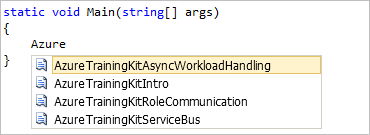 static void Main(string[] args)
{
Azure
}
AzureTrainingKitAsyncWorkloadHandling
AzureTrainingKitIntro
AzureTrainingKitRoleCommunication
AzureTrainingKitServiceBus